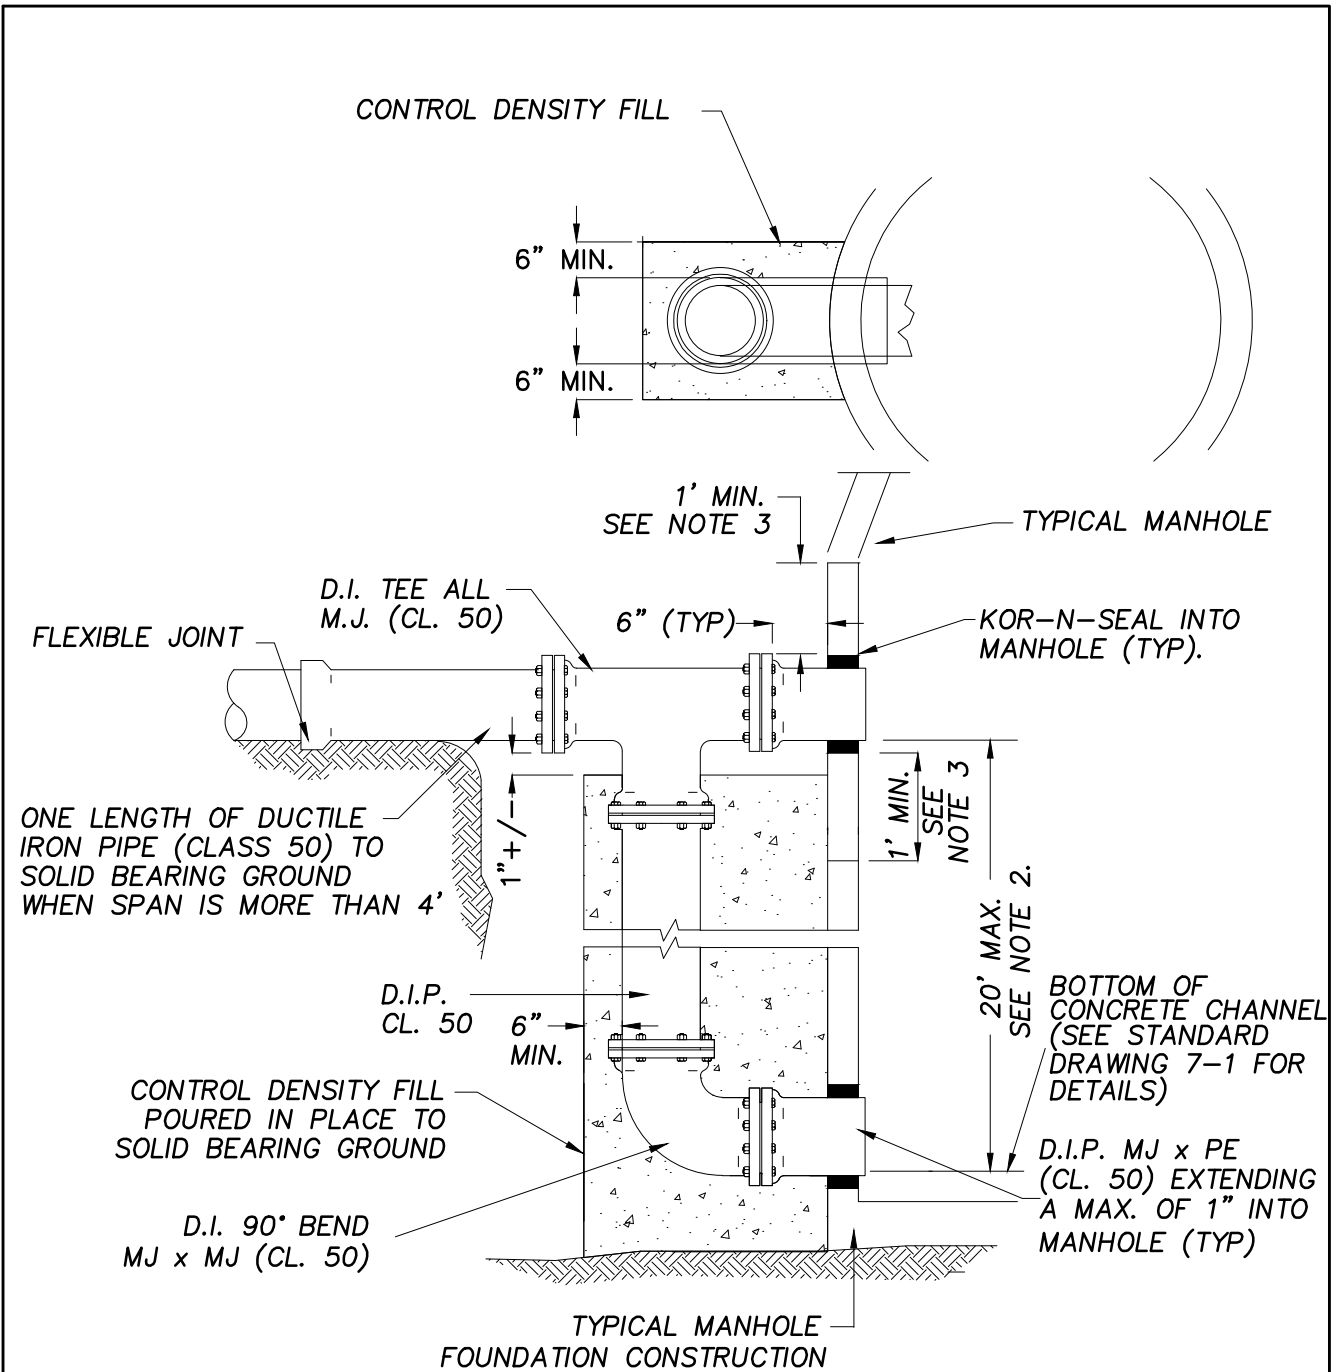 CONTROL DENSITY FILL
6" MIN.
6" MIN.
1' MIN.
SEE NOTE 3
TYPICAL MANHOLE
D.I. TEE ALL
M.J. (CL. 50)
6" (TYP)
KOR-N-SEAL INTO
MANHOLE (TYP).
FLEXIBLE JOINT
ONE LENGTH OF DUCTILE
IRON PIPE (CLASS 50) TO
SOLID BEARING GROUND
WHEN SPAN IS MORE THAN 4'
1"+/-
1' MIN.
SEE
NOTE 3
20' MAX.
SEE NOTE 2.
D.I.P.
CL. 50
6"
MIN.
BOTTOM OF
CONCRETE CHANNEL
(SEE STANDARD
DRAWING 7-1 FOR
DETAILS)
CONTROL DENSITY FILL
POURED IN PLACE TO
SOLID BEARING GROUND
D.I.P. MJ x PE
(CL. 50) EXTENDING
A MAX. OF 1" INTO
MANHOLE (TYP)
D.I. 90° BEND
MJ x MJ (CL. 50)
TYPICAL MANHOLE
FOUNDATION CONSTRUCTION